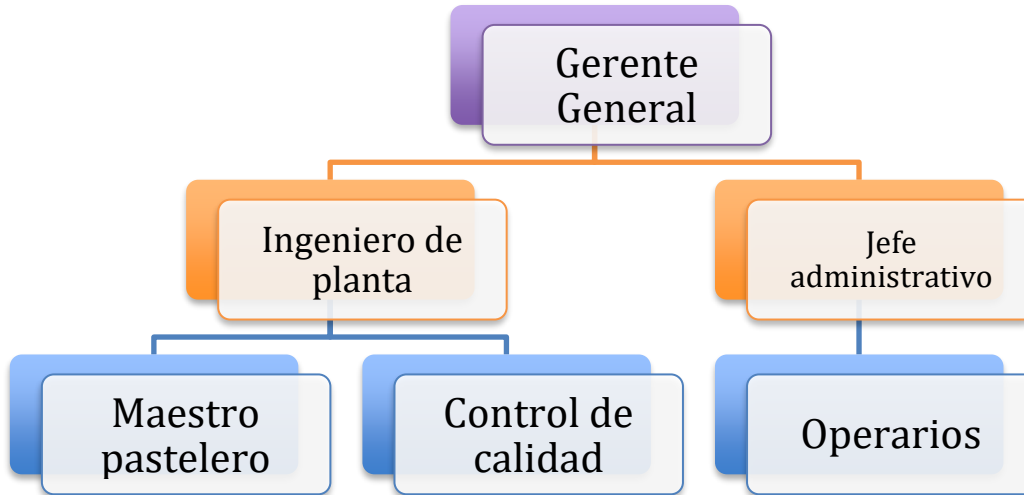 Gerente
General
Ingeniero de
planta
Jefe
administrativo
Maestro
pastelero
Control de
calidad
Operarios